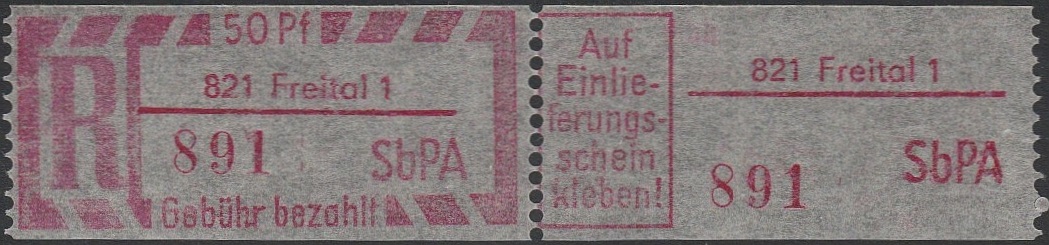 50 Pf
R
821 Freital 1
891
SbPA
Gebühr bezahlt
Auf
Einlie-
ferungs-
schein
kleben!
821 Freital 1
891
SbPA